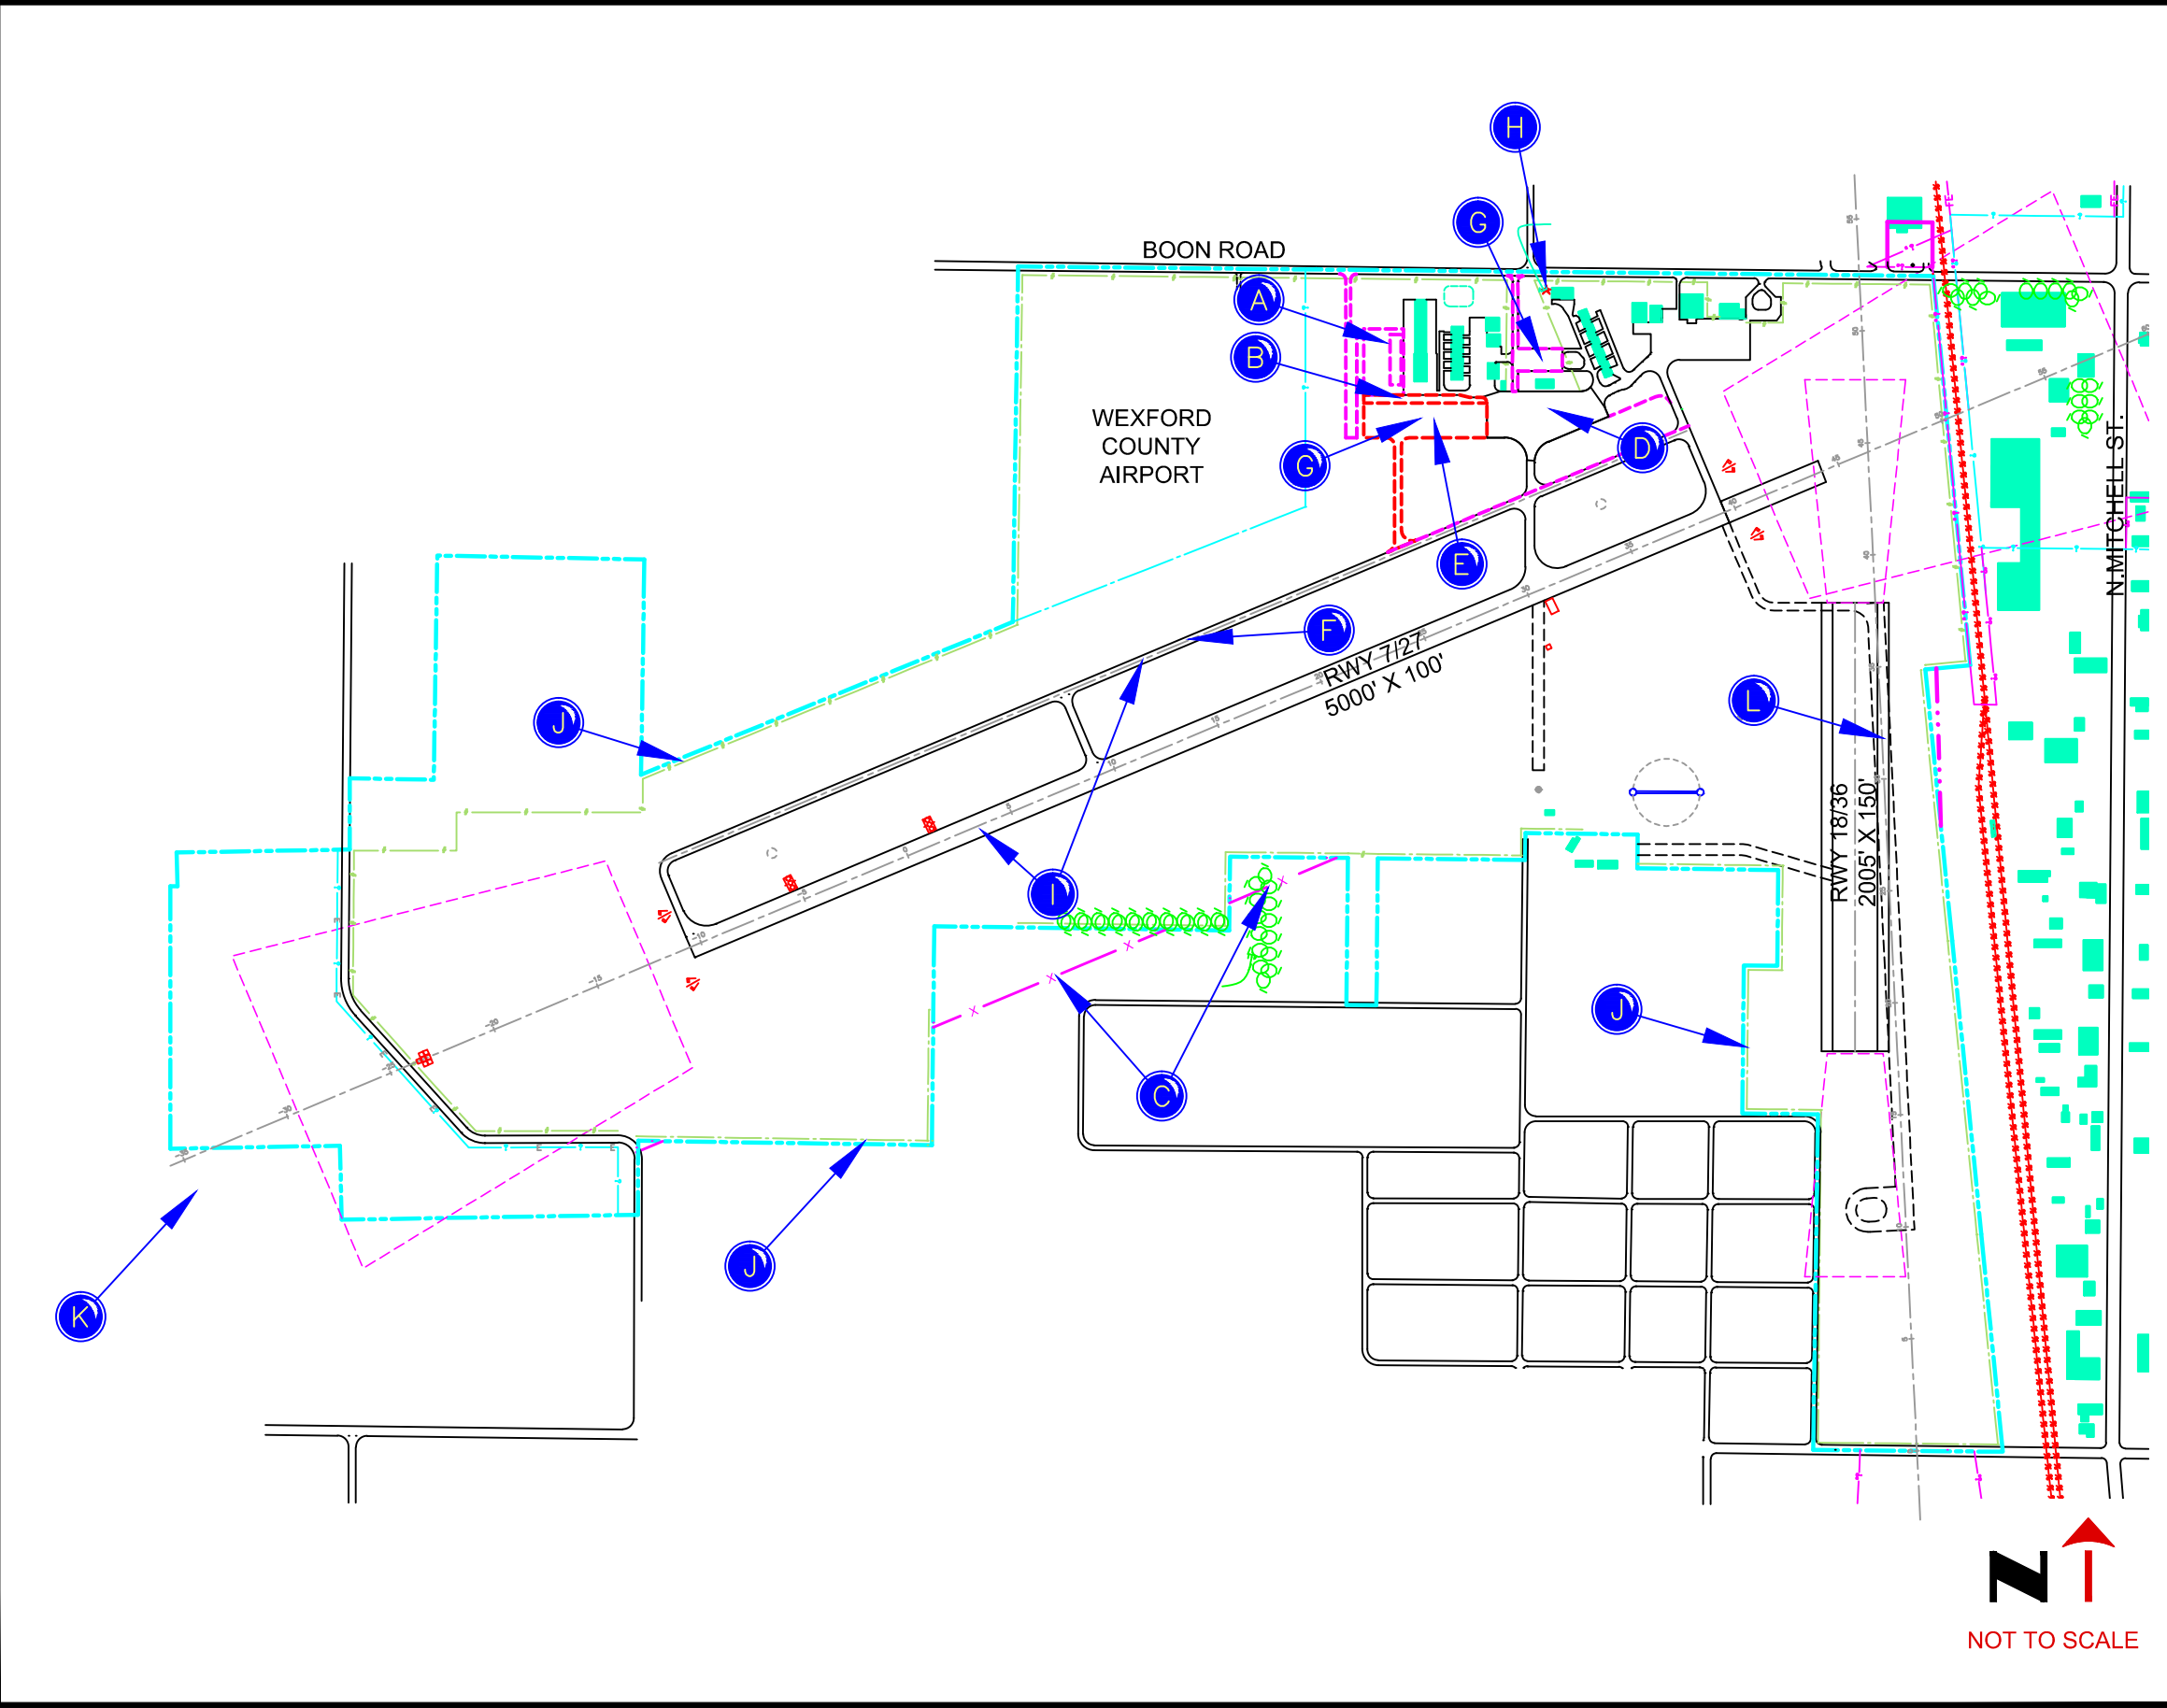 H
G
BOON ROAD
A
B
WEXFORD
COUNTY
AIRPORT
D
G
N.MITCHELL ST.
E
F
RWY 7/27
5000' X 100'
J
L
RWY 18/36
2005' X 150'
I
J
C
J
K
N
NOT TO SCALE